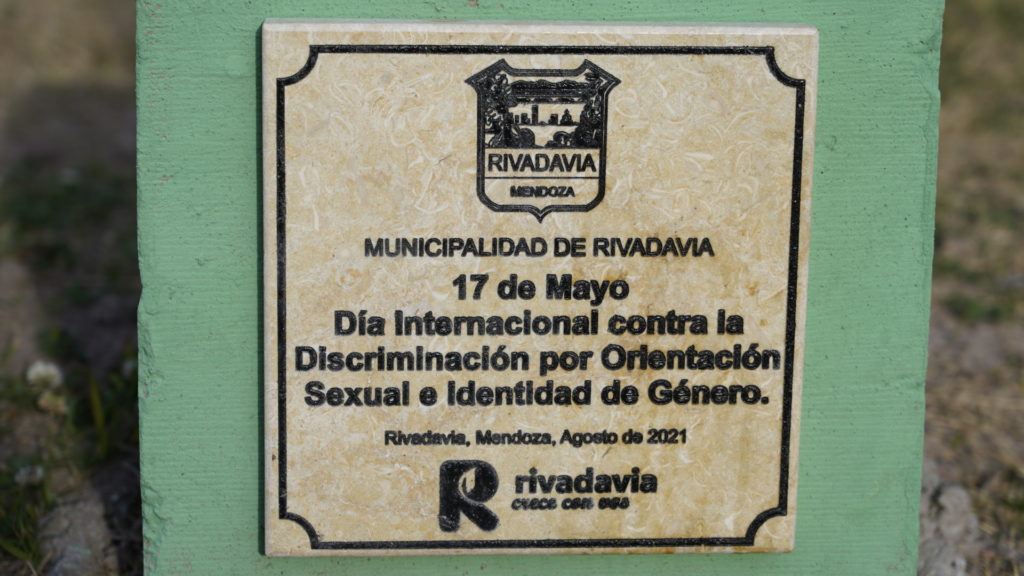 RIVADAVIA
MENDOZA
MUNICIPALIDAD DE RIVADAVIA
17 de Mayo
Día Internacional contra la
Discriminación por Orientación
Sexual e Identidad de Género.
Rivadavia, Mendoza, Agosto de 2021
R rivadavia
crece con vos